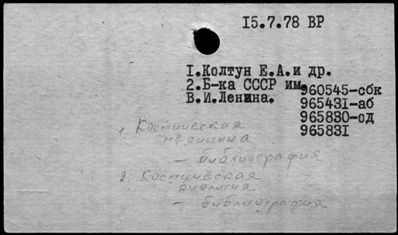 15.7.78 ВР
1.Колтун Е.А.и др.
2.Б-ка СССР им.
В.И.Ленина.
960545-сбк
965431-аб
965830-од
965831
1. Космическая
медицина
- библиография
2. Космическая
биология
- библиография